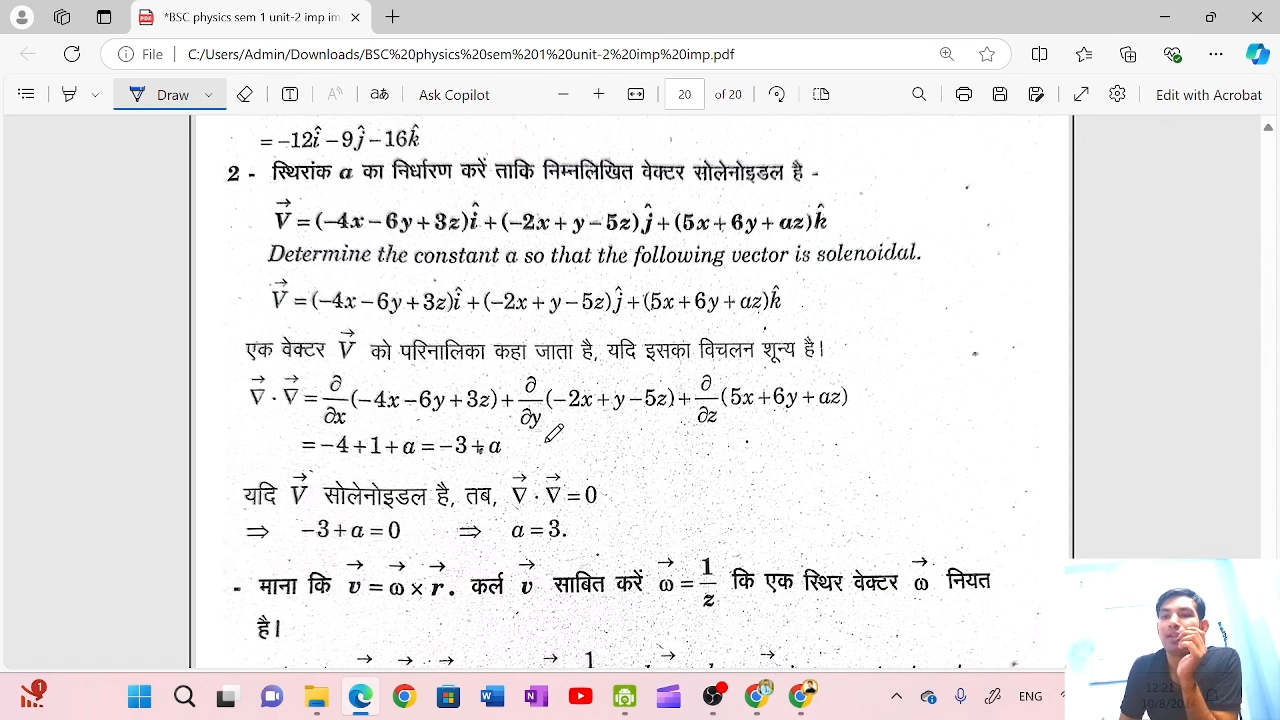 *BSC physics sem 1 unit-2 imp im
File | C:/Users/Admin/Downloads/BSC%20physics%20sem%201%20unit-2%20imp%20imp.pdf
Draw
Ask Copilot
20 of 20
Edit with Acrobat
= -12î - 9ĵ - 16k̂
2 - स्थिरांक a का निर्धारण करें ताकि निम्नलिखित वेक्टर सोलेनोइडल है -
V⃗ = (-4x - 6y + 3z)î + (-2x + y - 5z)ĵ + (5x + 6y + az)k̂
Determine the constant a so that the following vector is solenoidal.
V⃗ = (-4x - 6y + 3z)î + (-2x + y - 5z)ĵ + (5x + 6y + az)k̂
एक वेक्टर V⃗ को परिनालिका कहा जाता है, यदि इसका विचलन शून्य है।
∇⃗ · ∇⃗ = ∂/∂x (-4x - 6y + 3z) + ∂/∂y (-2x + y - 5z) + ∂/∂z (5x + 6y + az)
= -4 + 1 + a = -3 + a
यदि V⃗ सोलेनोइडल है, तब, ∇⃗ · ∇⃗ = 0
⇒ -3 + a = 0 ⇒ a = 3.
- माना कि v⃗ = ω⃗ × r⃗. कर्ल v⃗ साबित करें ω⃗ = 1/z कि एक स्थिर वेक्टर ω⃗ नियत
है।
1
ENG
12:21